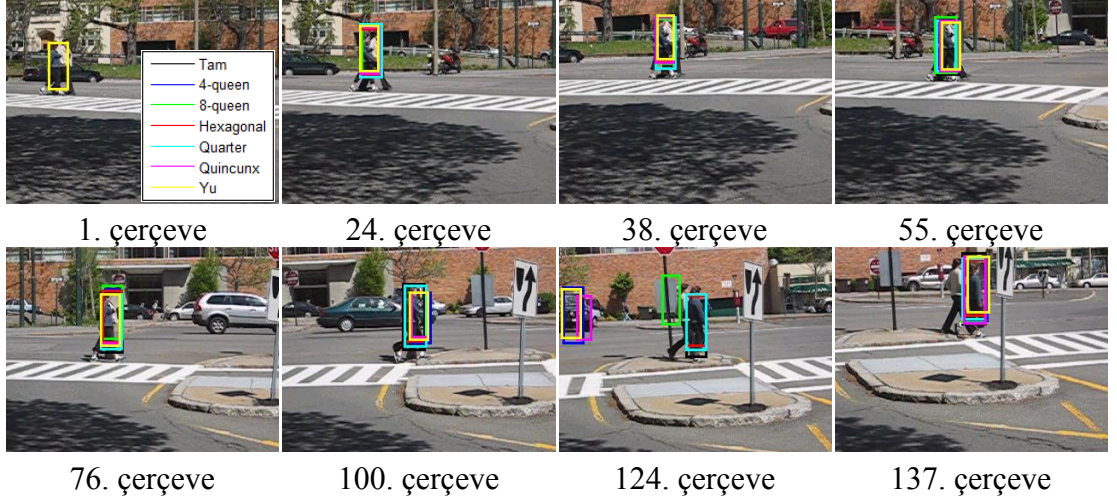 Tam
4-queen
8-queen
Hexagonal
Quarter
Quincunx
Yu
1. çerçeve
24. çerçeve
38. çerçeve
55. çerçeve
76. çerçeve
100. çerçeve
124. çerçeve
137. çerçeve